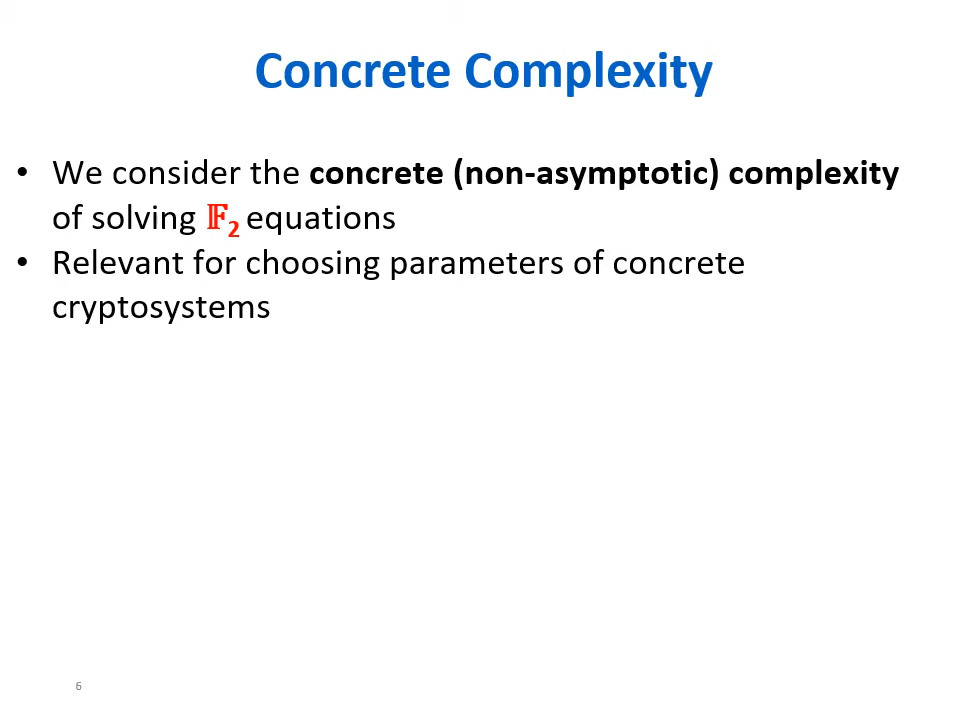 Concrete Complexity
• We consider the concrete (non-asymptotic) complexity
of solving 𝔽₂ equations
• Relevant for choosing parameters of concrete
cryptosystems
6